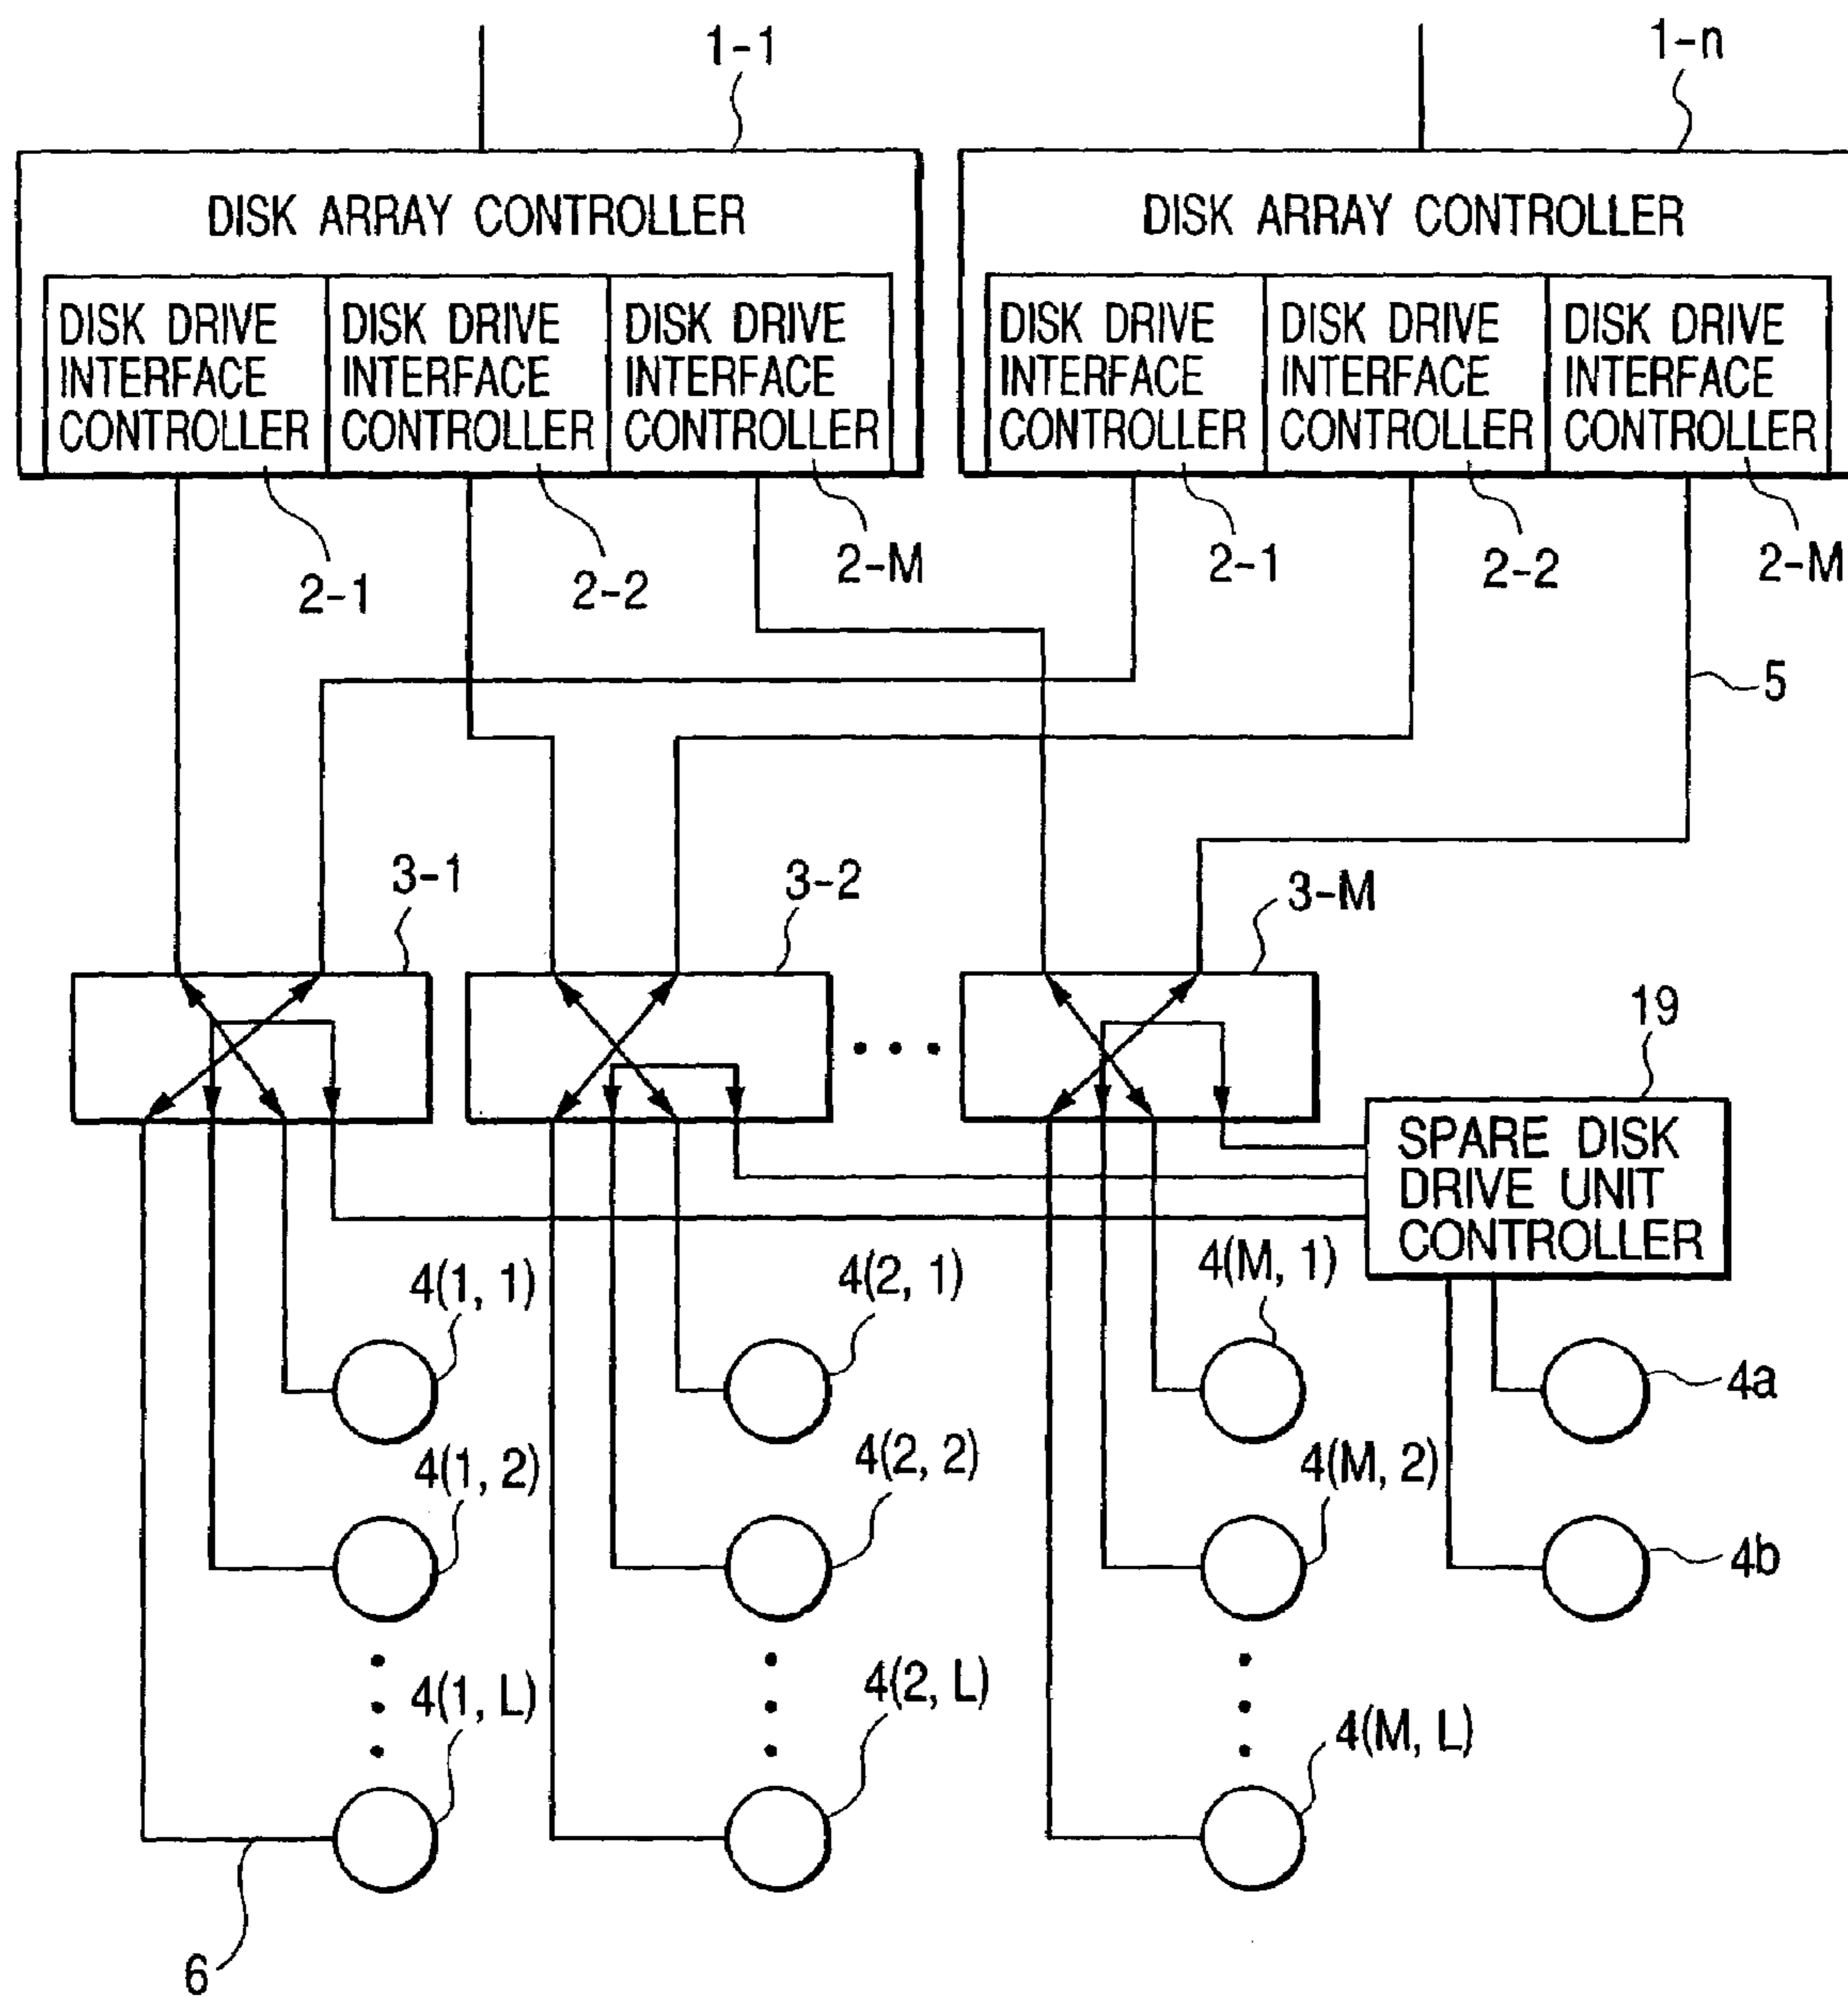 1-1
1-n
DISK ARRAY CONTROLLER
DISK ARRAY CONTROLLER
DISK DRIVE
INTERFACE
CONTROLLER
DISK DRIVE
INTERFACE
CONTROLLER
DISK DRIVE
INTERFACE
CONTROLLER
DISK DRIVE
INTERFACE
CONTROLLER
DISK DRIVE
INTERFACE
CONTROLLER
DISK DRIVE
INTERFACE
CONTROLLER
2-1
2-2
2-M
2-1
2-2
2-M
5
3-1
3-2
3-M
19
SPARE DISK
DRIVE UNIT
CONTROLLER
4(1, 1)
4(2, 1)
4(M, 1)
4a
4(1, 2)
4(2, 2)
4(M, 2)
4b
4(1, L)
4(2, L)
4(M, L)
6